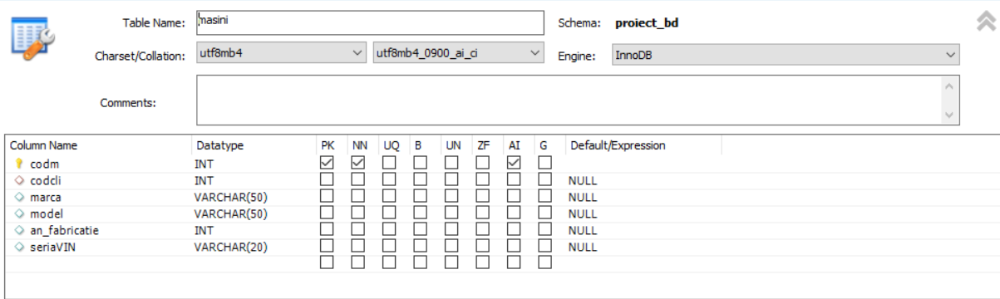 Table Name: masini Schema: proiect_bd
Charset/Collation: utf8mb4 utf8mb4_0900_ai_ci Engine: InnoDB
Comments:
Column Name Datatype PK NN UQ B UN ZF AI G Default/Expression
codm INT
codcli INT NULL
marca VARCHAR(50) NULL
model VARCHAR(50) NULL
an_fabricatie INT NULL
seriaVIN VARCHAR(20) NULL